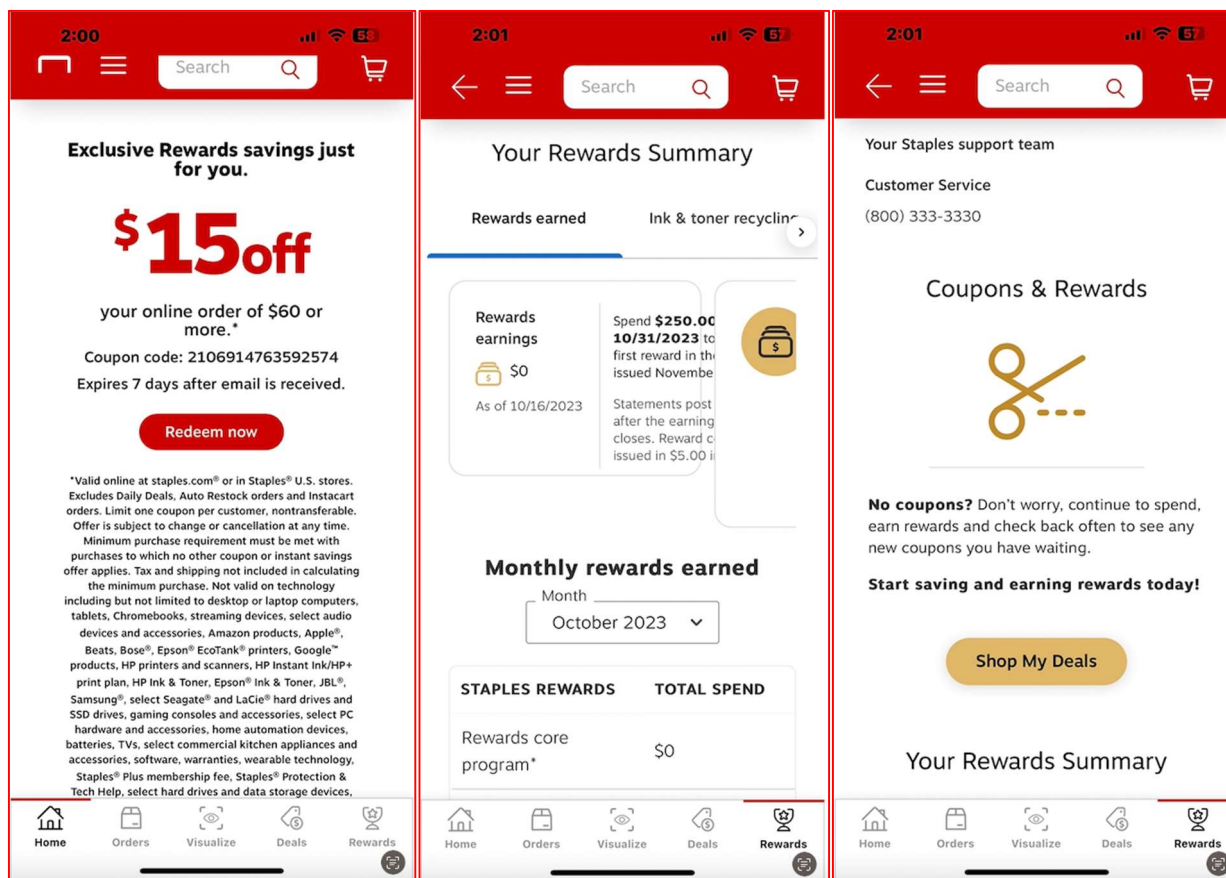 2:00
58
Search
Exclusive Rewards savings just
for you.
$15off
your online order of $60 or
more.*
Coupon code: 2106914763592574
Expires 7 days after email is received.
Redeem now
*Valid online at staples.com® or in Staples® U.S. stores.
Excludes Daily Deals, Auto Restock orders and Instacart
orders. Limit one coupon per customer, nontransferable.
Offer is subject to change or cancellation at any time.
Minimum purchase requirement must be met with
purchases to which no other coupon or instant savings
offer applies. Tax and shipping not included in calculating
the minimum purchase. Not valid on technology
including but not limited to desktop or laptop computers,
tablets, Chromebooks, streaming devices, select audio
devices and accessories, Amazon products, Apple®,
Beats, Bose®, Epson® EcoTank® printers, Google™
products, HP printers and scanners, HP Instant Ink/HP+
print plan, HP Ink & Toner, Epson® Ink & Toner, JBL®,
Samsung®, select Seagate® and LaCie® hard drives and
SSD drives, gaming consoles and accessories, select PC
hardware and accessories, home automation devices,
batteries, TVs, select commercial kitchen appliances and
accessories, software, warranties, wearable technology,
Staples® Plus membership fee, Staples® Protection &
Tech Help, select hard drives and data storage devices,
Home
Orders
Visualize
Deals
Rewards
2:01
57
Search
Your Rewards Summary
Rewards earned
Ink & toner recycling
Rewards
earnings
$0
As of 10/16/2023
Spend $250.00
10/31/2023 to
first reward in the
issued Novembe
Statements post
after the earning
closes. Reward c
issued in $5.00 i
Monthly rewards earned
Month
October 2023
STAPLES REWARDS TOTAL SPEND
Rewards core
program*
$0
Home
Orders
Visualize
Deals
Rewards
2:01
57
Search
Your Staples support team
Customer Service
(800) 333-3330
Coupons & Rewards
No coupons? Don't worry, continue to spend,
earn rewards and check back often to see any
new coupons you have waiting.
Start saving and earning rewards today!
Shop My Deals
Your Rewards Summary
Home
Orders
Visualize
Deals
Rewards